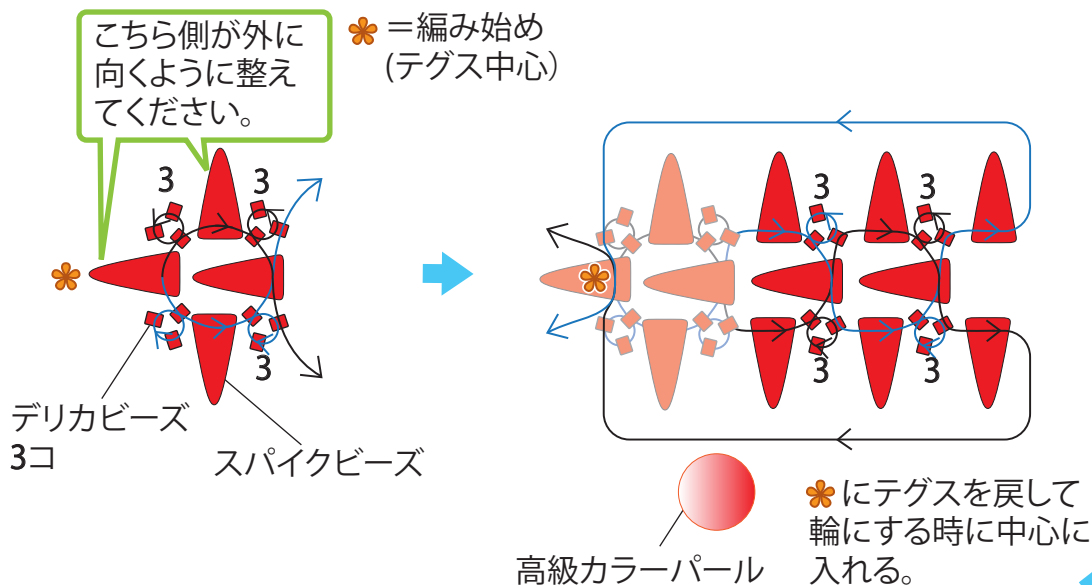 こちら側が外に
向くように整え
てください。
＝編み始め
(テグス中心）
3
3
3
デリカビーズ
3コ
スパイクビーズ
3
3
3
3
高級カラーパール
にテグスを戻して
輪にする時に中心に
入れる。